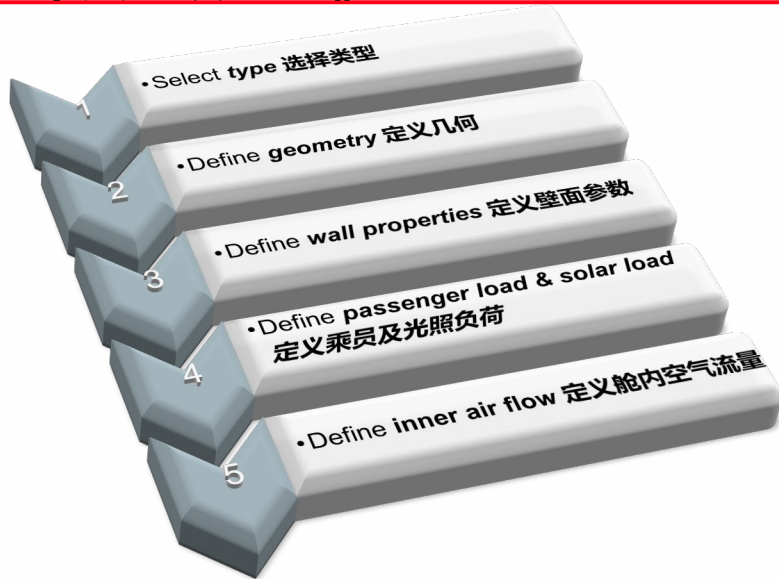 1
•Select type 选择类型
2
•Define geometry 定义几何
3
•Define wall properties 定义壁面参数
4
•Define passenger load & solar load
定义乘员及光照负荷
5
•Define inner air flow 定义舱内空气流量